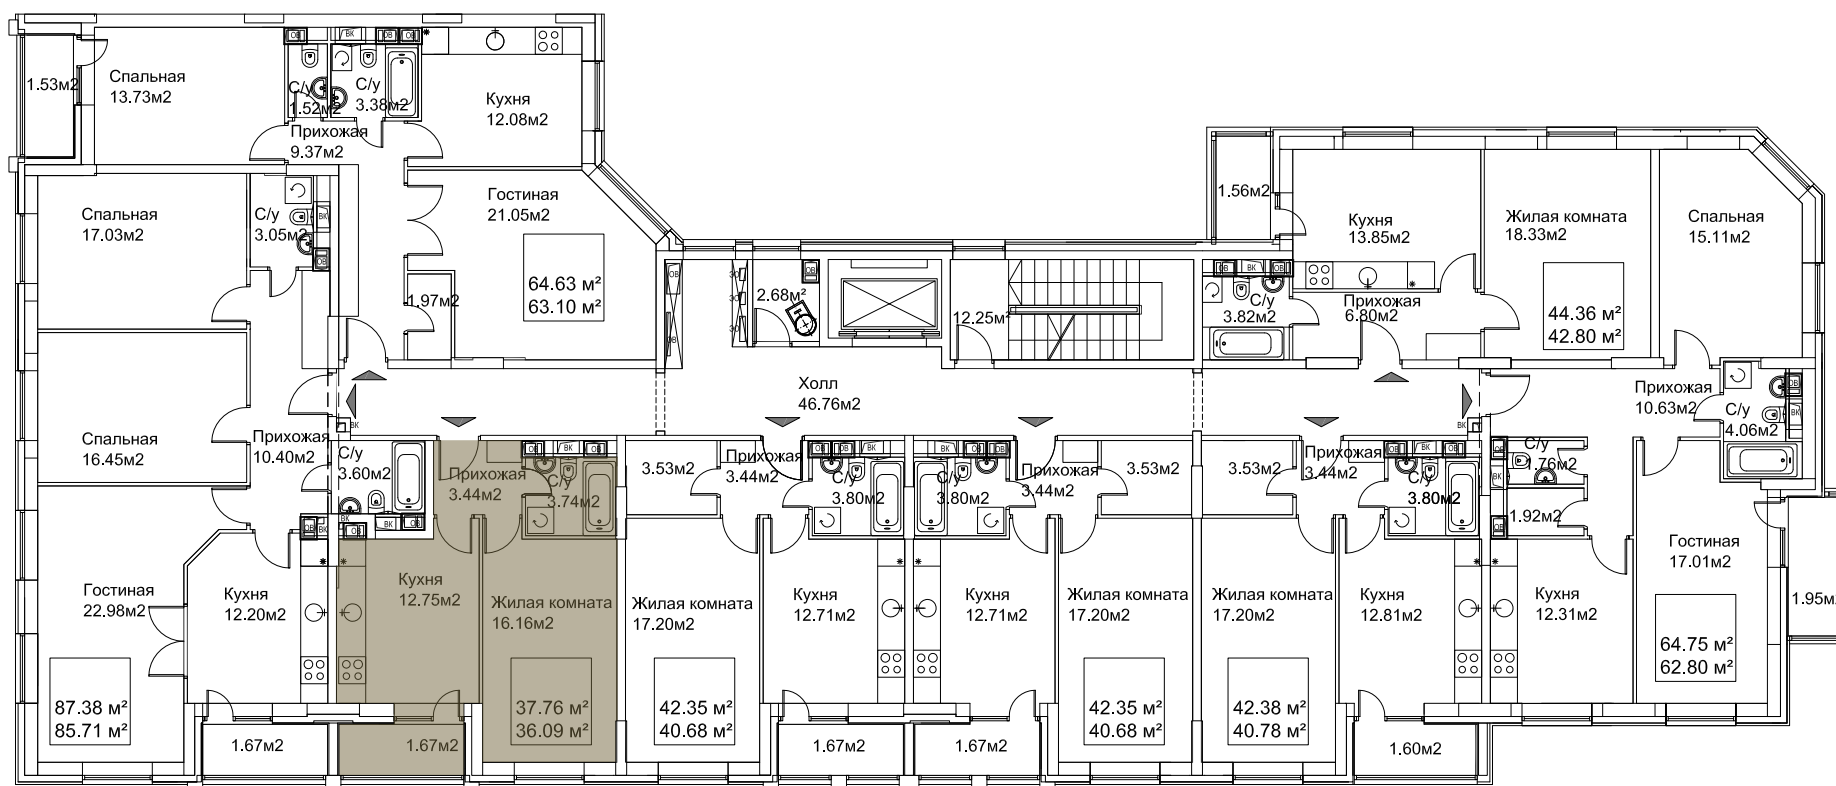 1.53м2
Спальная
13.73м2
С/у
1.52м2
С/у
3.38м2
Кухня
12.08м2
Прихожая
9.37м2
Спальная
17.03м2
С/у
3.05м2
Гостиная
21.05м2
64.63 м²
63.10 м²
1.97м2
2.68м²
12.25м²
1.56м2
Кухня
13.85м2
Жилая комната
18.33м2
Спальная
15.11м2
С/у
3.82м2
Прихожая
6.80м2
44.36 м²
42.80 м²
Холл
46.76м2
Прихожая
10.63м2
С/у
4.06м2
Спальная
16.45м2
Прихожая
10.40м2
С/у
3.60м2
Прихожая
3.44м2
С/у
3.74м2
3.53м2
Прихожая
3.44м2
С/у
3.80м2
С/у
3.80м2
Прихожая
3.44м2
3.53м2
3.53м2
Прихожая
3.44м2
С/у
3.80м2
С/у
1.76м2
1.92м2
Гостиная
17.01м2
Гостиная
22.98м2
Кухня
12.20м2
Кухня
12.75м2
Жилая комната
16.16м2
Жилая комната
17.20м2
Кухня
12.71м2
Кухня
12.71м2
Жилая комната
17.20м2
Жилая комната
17.20м2
Кухня
12.81м2
Кухня
12.31м2
1.95м
64.75 м²
62.80 м²
87.38 м²
85.71 м²
37.76 м²
36.09 м²
42.35 м²
40.68 м²
42.35 м²
40.68 м²
42.38 м²
40.78 м²
1.67м2
1.67м2
1.67м2
1.67м2
1.60м2